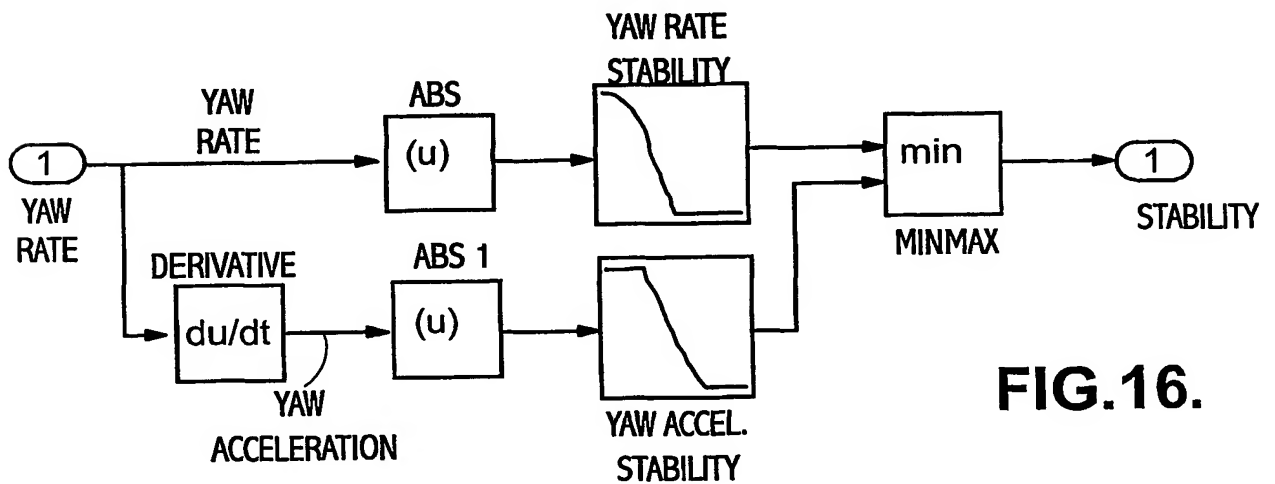 YAW RATE
STABILITY
YAW
RATE
ABS
(u)
min
MINMAX
1
YAW
RATE
1
STABILITY
DERIVATIVE
du/dt
YAW
ACCELERATION
ABS 1
(u)
YAW ACCEL.
STABILITY
FIG.16.